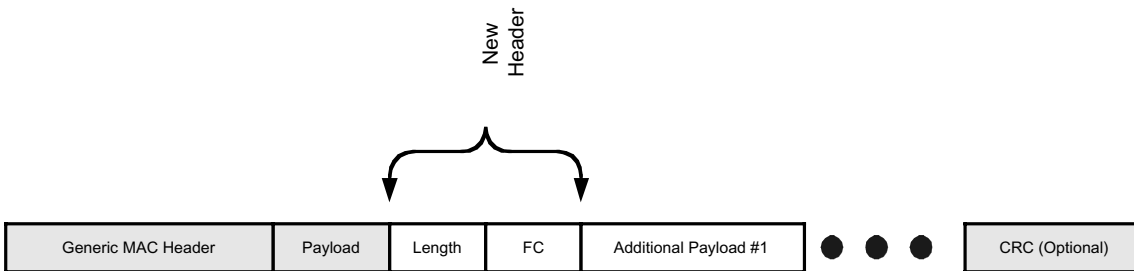 New
Header
Generic MAC Header
Payload
Length
FC
Additional Payload #1
CRC (Optional)